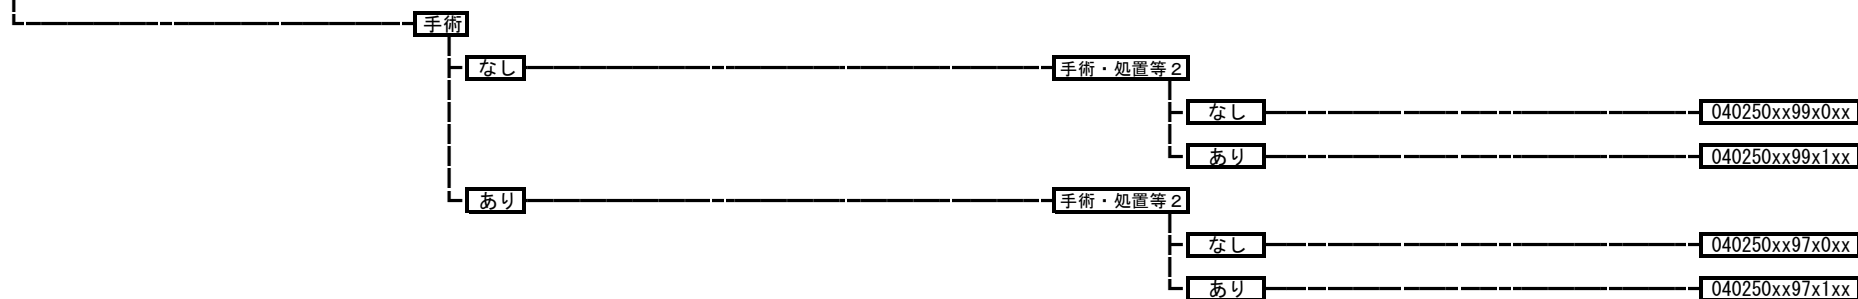 手術
なし 手術・処置等２
なし 040250xx99x0xx
あり 040250xx99x1xx
あり 手術・処置等２
なし 040250xx97x0xx
あり 040250xx97x1xx